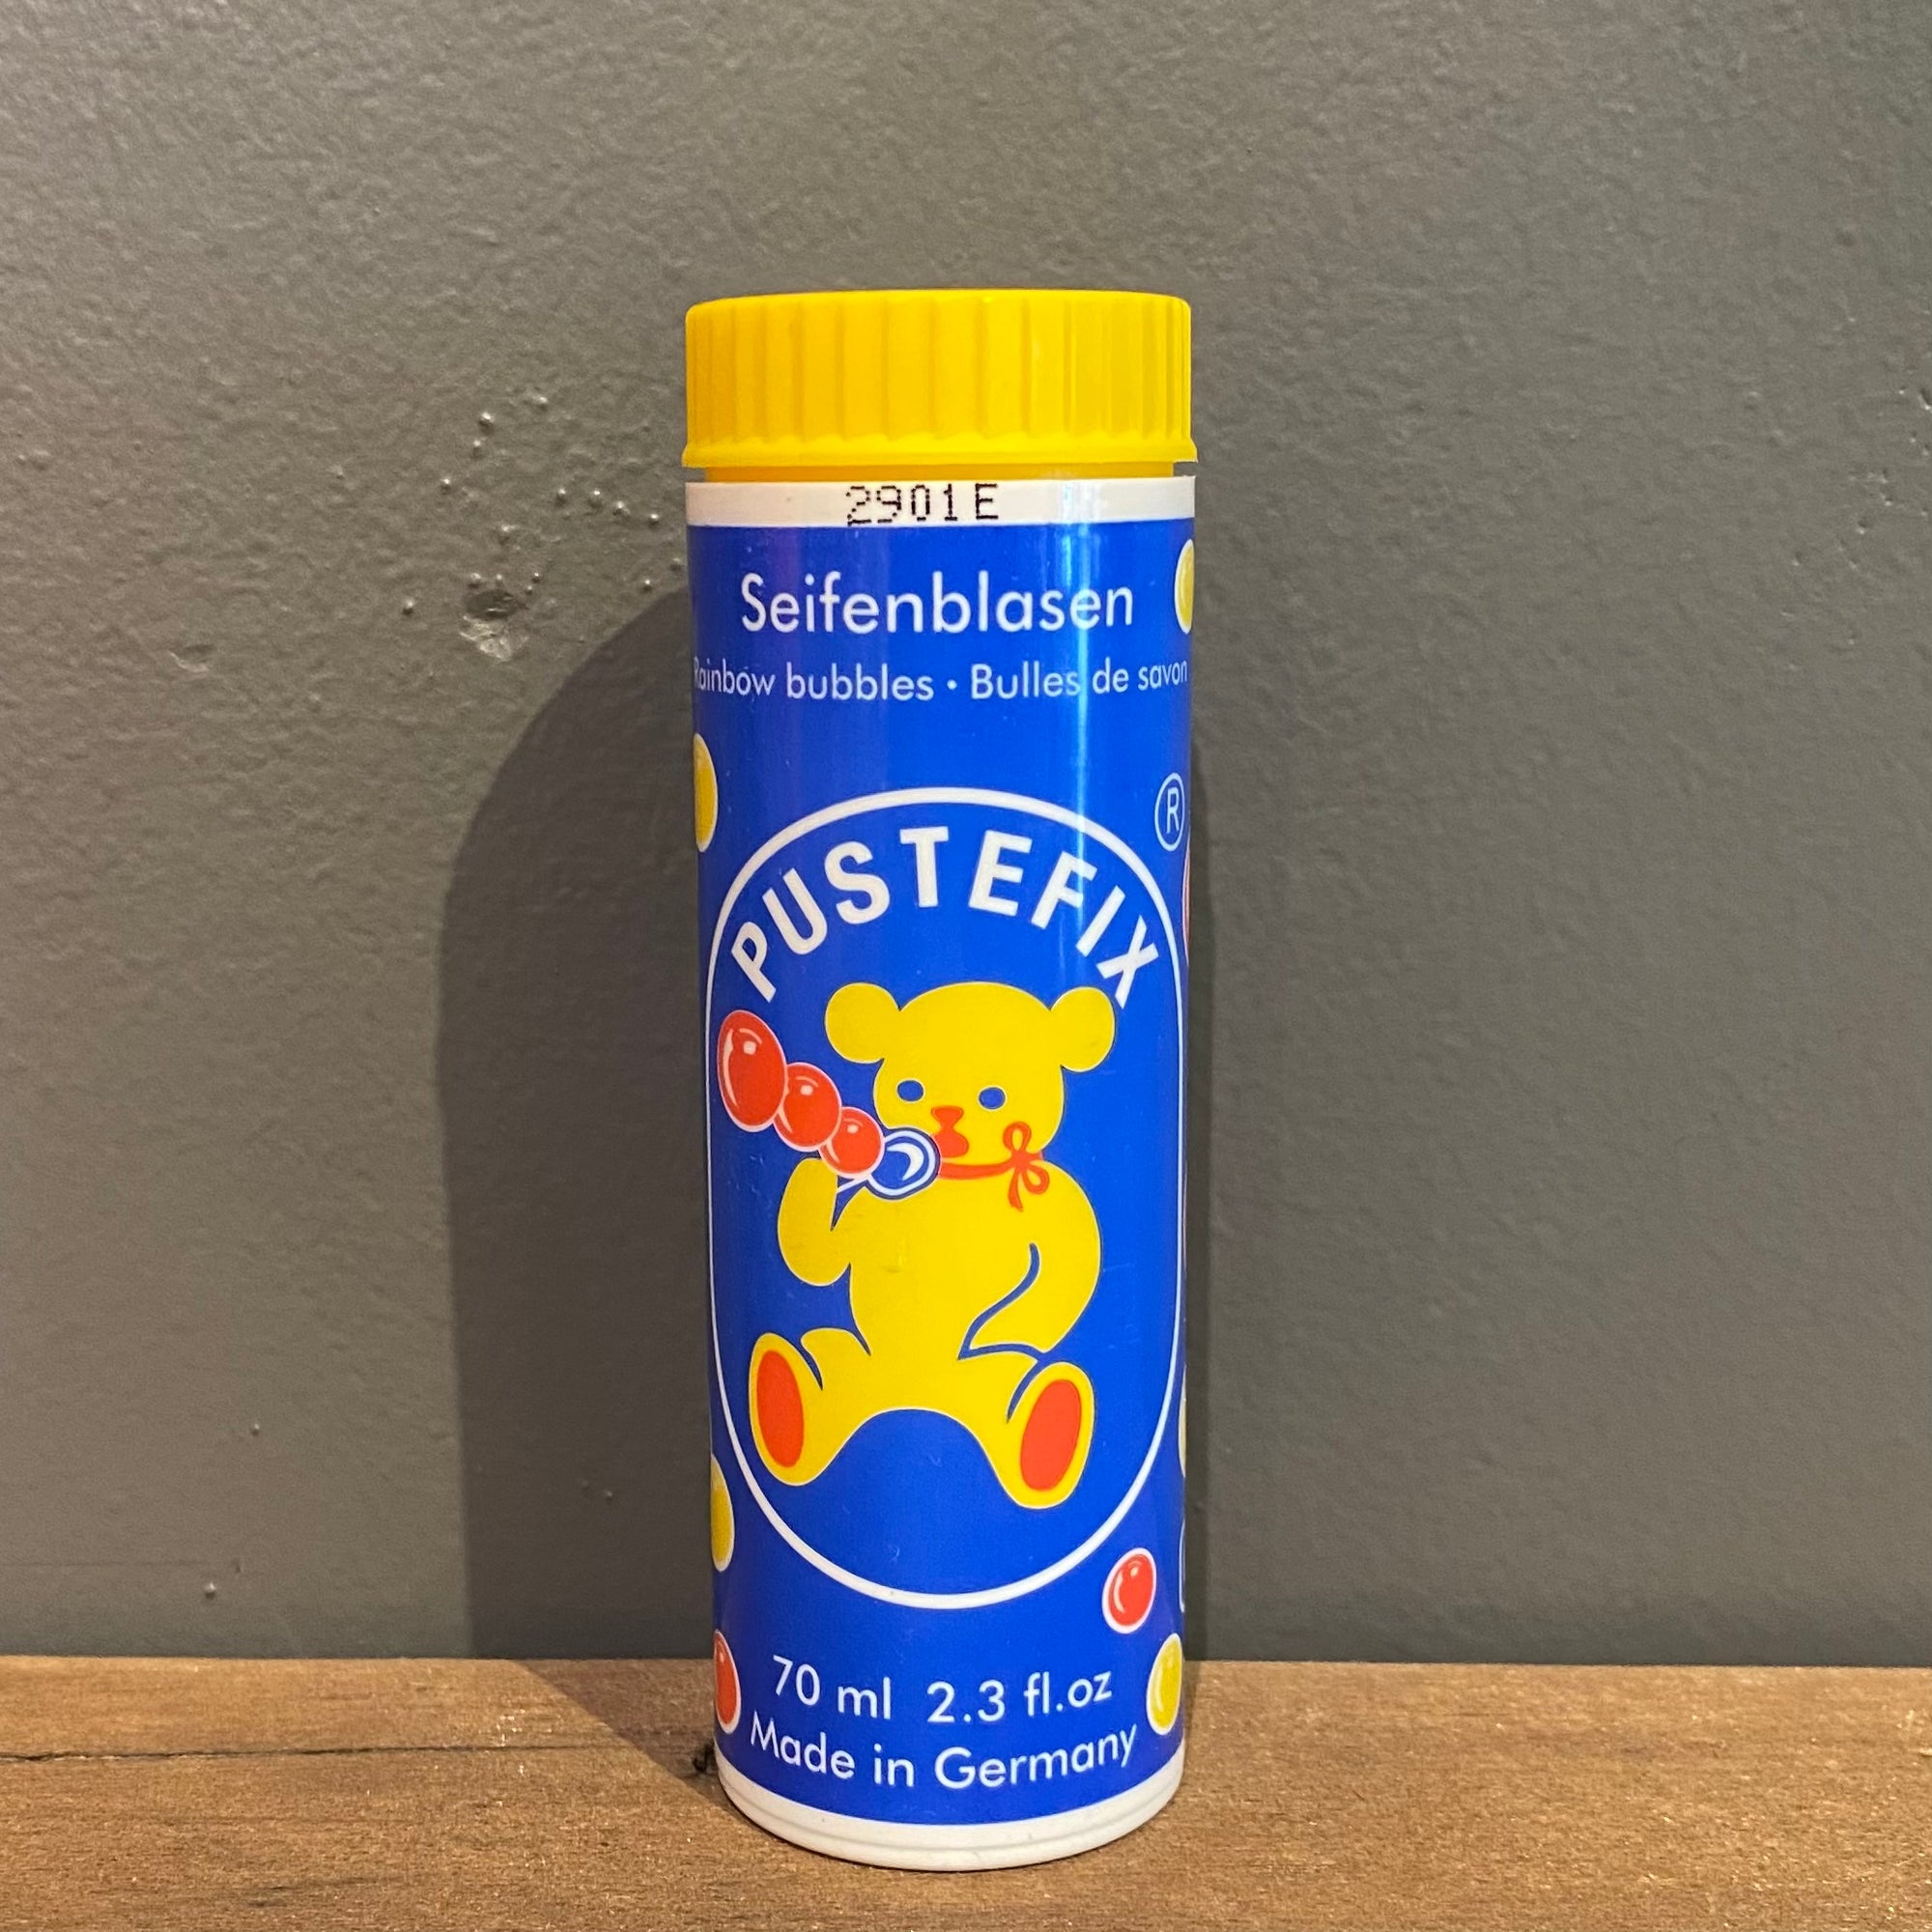 2901E
Seifenblasen
Rainbow bubbles • Bulles de savon
®
PUSTEFIX
70 ml 2.3 fl.oz
Made in Germany